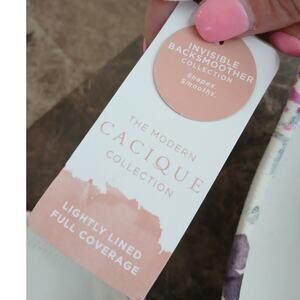 INVISIBLE
BACKSMOOTHER
COLLECTION
Shapes.
Smooths.
THE MODERN
CACIQUE
COLLECTION
LIGHTLY LINED
FULL COVERAGE